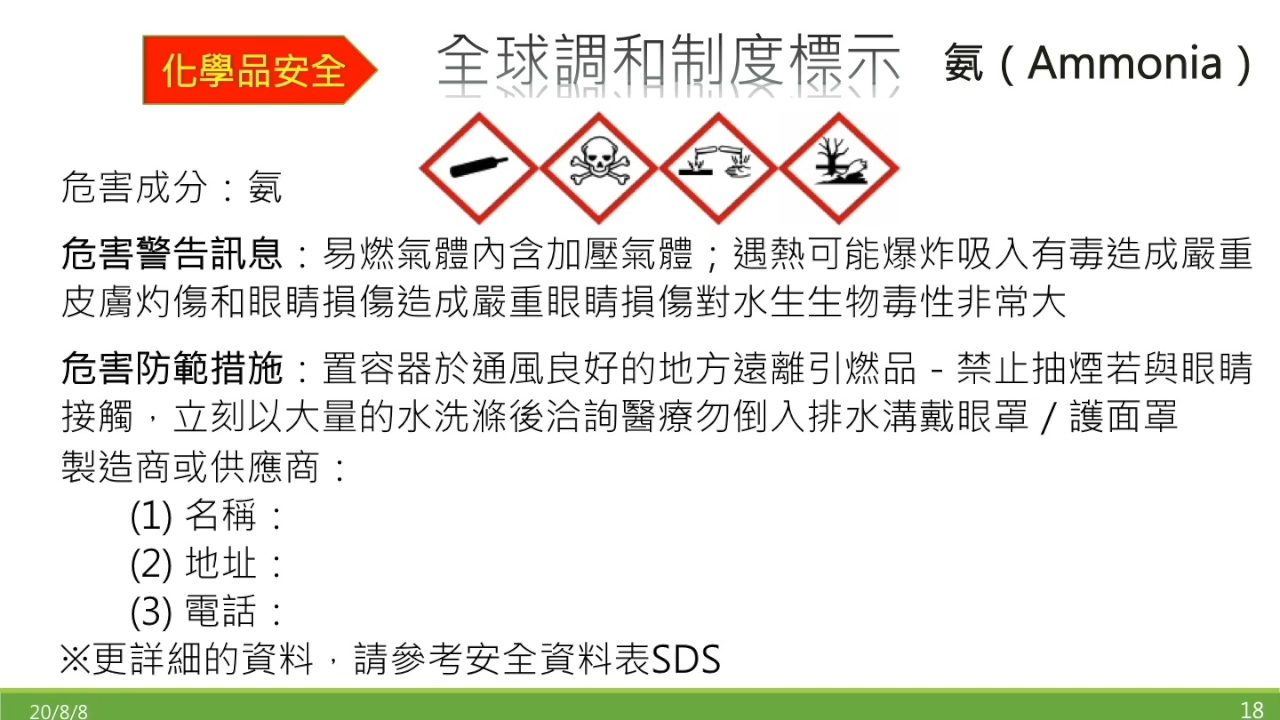 化學品安全
全球調和制度標示
氨（Ammonia）
危害成分：氨
危害警告訊息：易燃氣體內含加壓氣體；遇熱可能爆炸吸入有毒造成嚴重
皮膚灼傷和眼睛損傷造成嚴重眼睛損傷對水生生物毒性非常大
危害防範措施：置容器於通風良好的地方遠離引燃品－禁止抽煙若與眼睛
接觸，立刻以大量的水洗滌後洽詢醫療勿倒入排水溝戴眼罩／護面罩
製造商或供應商：
(1) 名稱：
(2) 地址：
(3) 電話：
※更詳細的資料，請參考安全資料表SDS
20/8/8
18